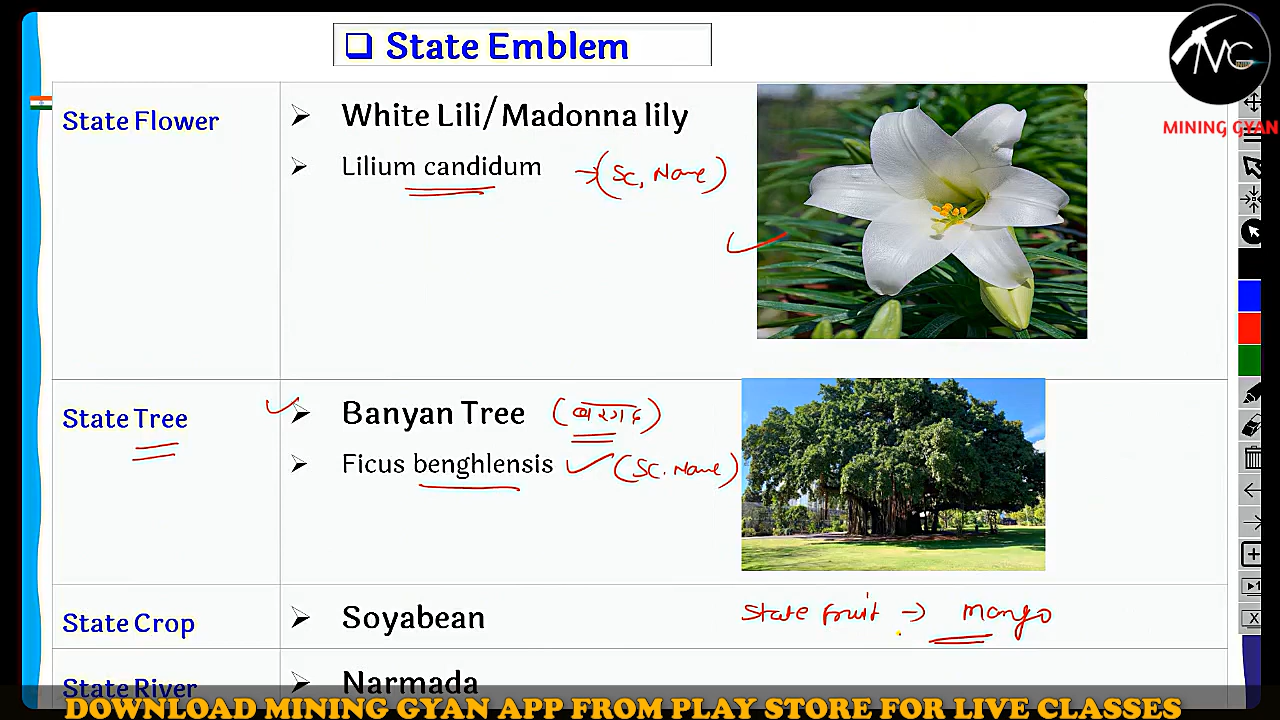 ❑ State Emblem
MG
MINING GYAN
State Flower
➢ White Lili/ Madonna lily
➢ Lilium candidum → (Sc, Name)
State Tree
➢ Banyan Tree (बरगद)
➢ Ficus benghlensis (Sc. Name)
State Crop
➢ Soyabean
State fruit → Mango
State River
➢ Narmada
DOWNLOAD MINING GYAN APP FROM PLAY STORE FOR LIVE CLASSES